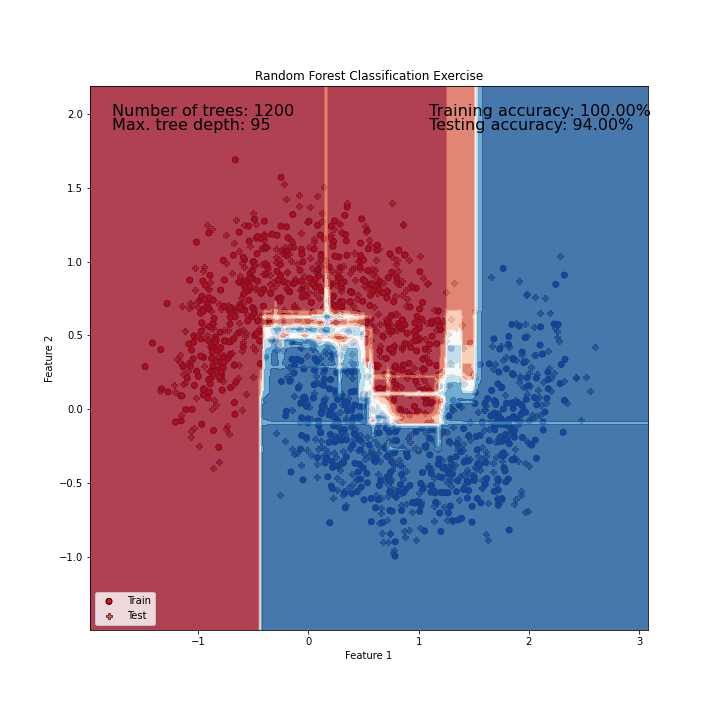 Random Forest Classification Exercise
Number of trees: 1200
Max. tree depth: 95
Training accuracy: 100.00%
Testing accuracy: 94.00%
Feature 2
2.0
1.5
1.0
0.5
0.0
−0.5
−1.0
Train
Test
−1
0
1
2
3
Feature 1